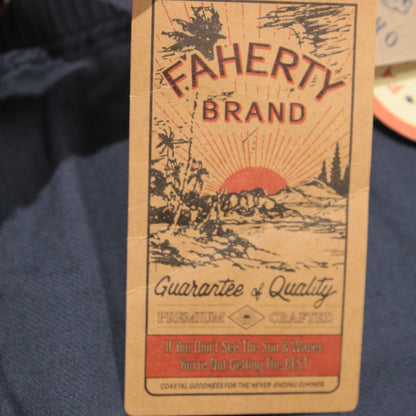 FAHERTY
BRAND
Guarantee of Quality
PREMIUM CRAFTED
If You Don't See The Sun & Waves
You're Not Getting The BEST
COASTAL GOODNESS FOR THE NEVER-ENDING SUMMER